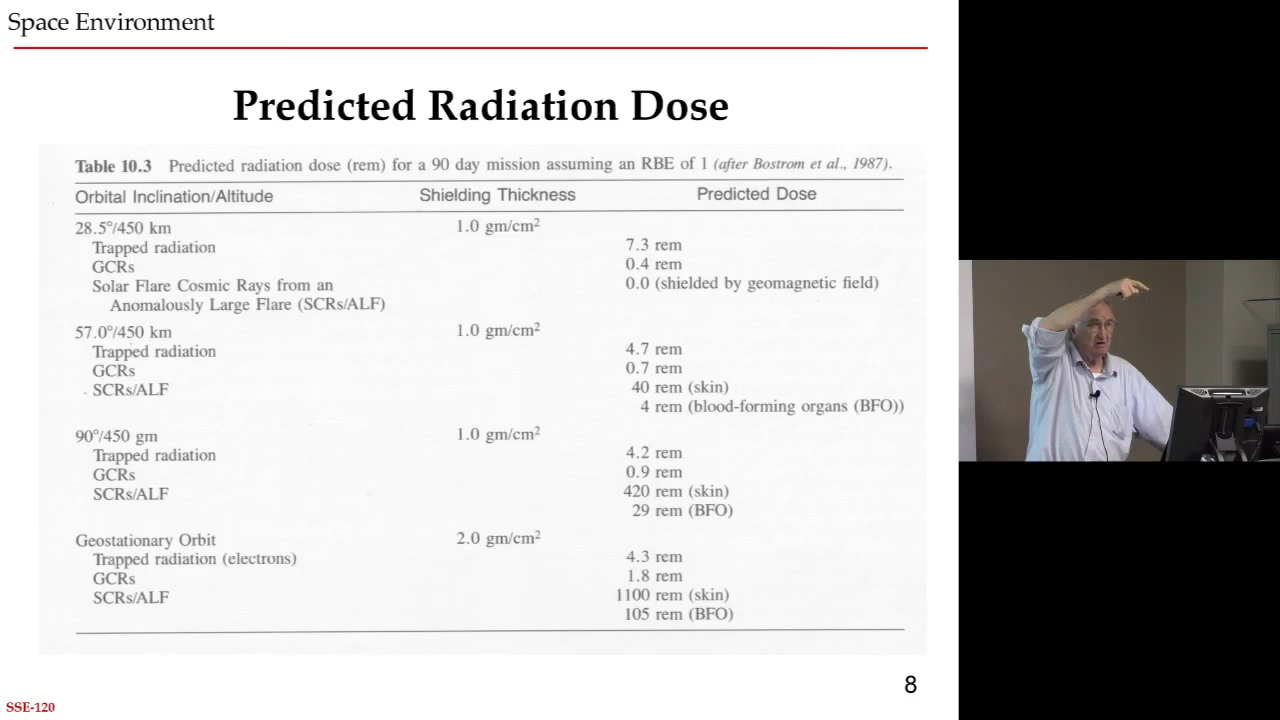 Space Environment
Predicted Radiation Dose
Table 10.3 Predicted radiation dose (rem) for a 90 day mission assuming an RBE of 1 (after Bostrom et al., 1987).
Orbital Inclination/Altitude Shielding Thickness Predicted Dose
28.5°/450 km 1.0 gm/cm²
Trapped radiation 7.3 rem
GCRs 0.4 rem
Solar Flare Cosmic Rays from an 0.0 (shielded by geomagnetic field)
Anomalously Large Flare (SCRs/ALF)
57.0°/450 km 1.0 gm/cm²
Trapped radiation 4.7 rem
GCRs 0.7 rem
SCRs/ALF 40 rem (skin)
4 rem (blood-forming organs (BFO))
90°/450 gm 1.0 gm/cm²
Trapped radiation 4.2 rem
GCRs 0.9 rem
SCRs/ALF 420 rem (skin)
29 rem (BFO)
Geostationary Orbit 2.0 gm/cm²
Trapped radiation (electrons) 4.3 rem
GCRs 1.8 rem
SCRs/ALF 1100 rem (skin)
105 rem (BFO)
8
SSE-120